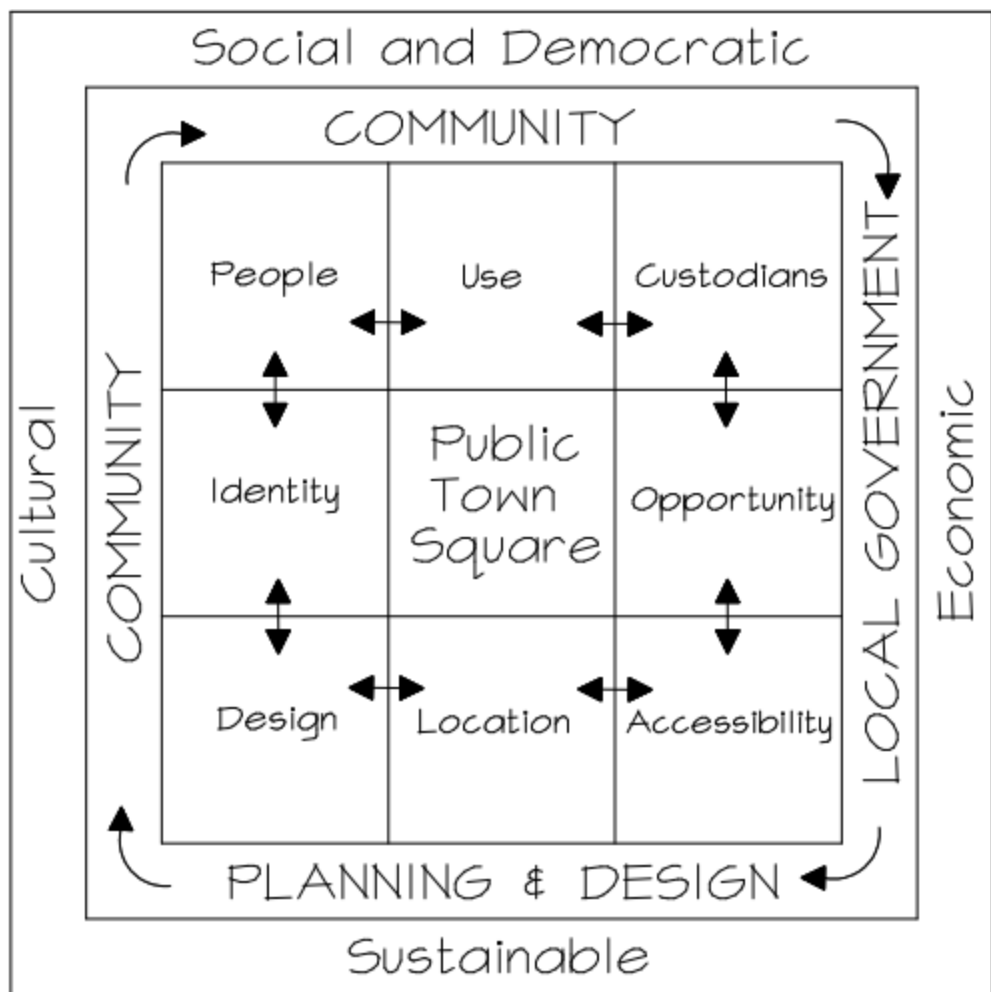 Social and Democratic
COMMUNITY
People
Use
Custodians
Cultural
COMMUNITY
Identity
Public
Town
Square
Opportunity
LOCAL GOVERNMENT
Economic
Design
Location
Accessibility
PLANNING & DESIGN
Sustainable